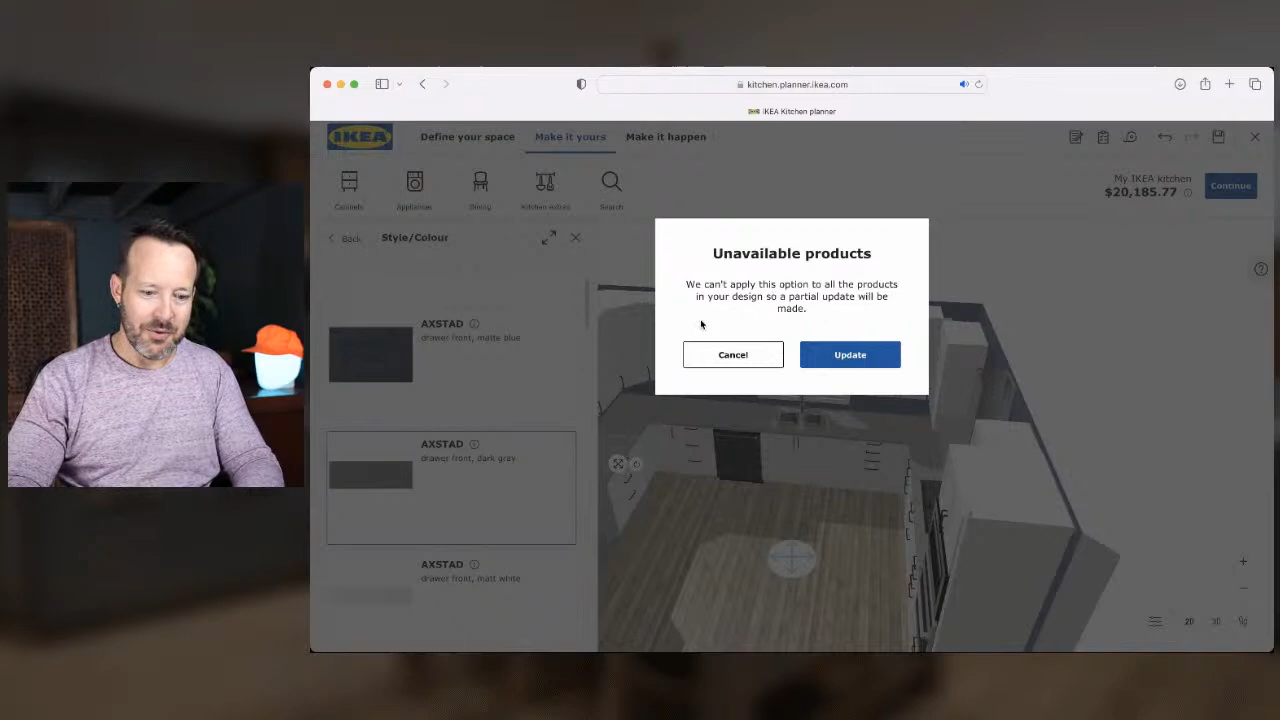 kitchen.planner.ikea.com
IKEA Kitchen planner
IKEA
Define your space
Make it yours
Make it happen
Cabinets
Appliances
Dining
Kitchen extras
Search
My IKEA kitchen
$20,185.77
Continue
Back
Style/Colour
AXSTAD
drawer front, matte blue
AXSTAD
drawer front, dark gray
AXSTAD
drawer front, matt white
Unavailable products
We can't apply this option to all the products
in your design so a partial update will be
made.
Cancel
Update
2D
3D